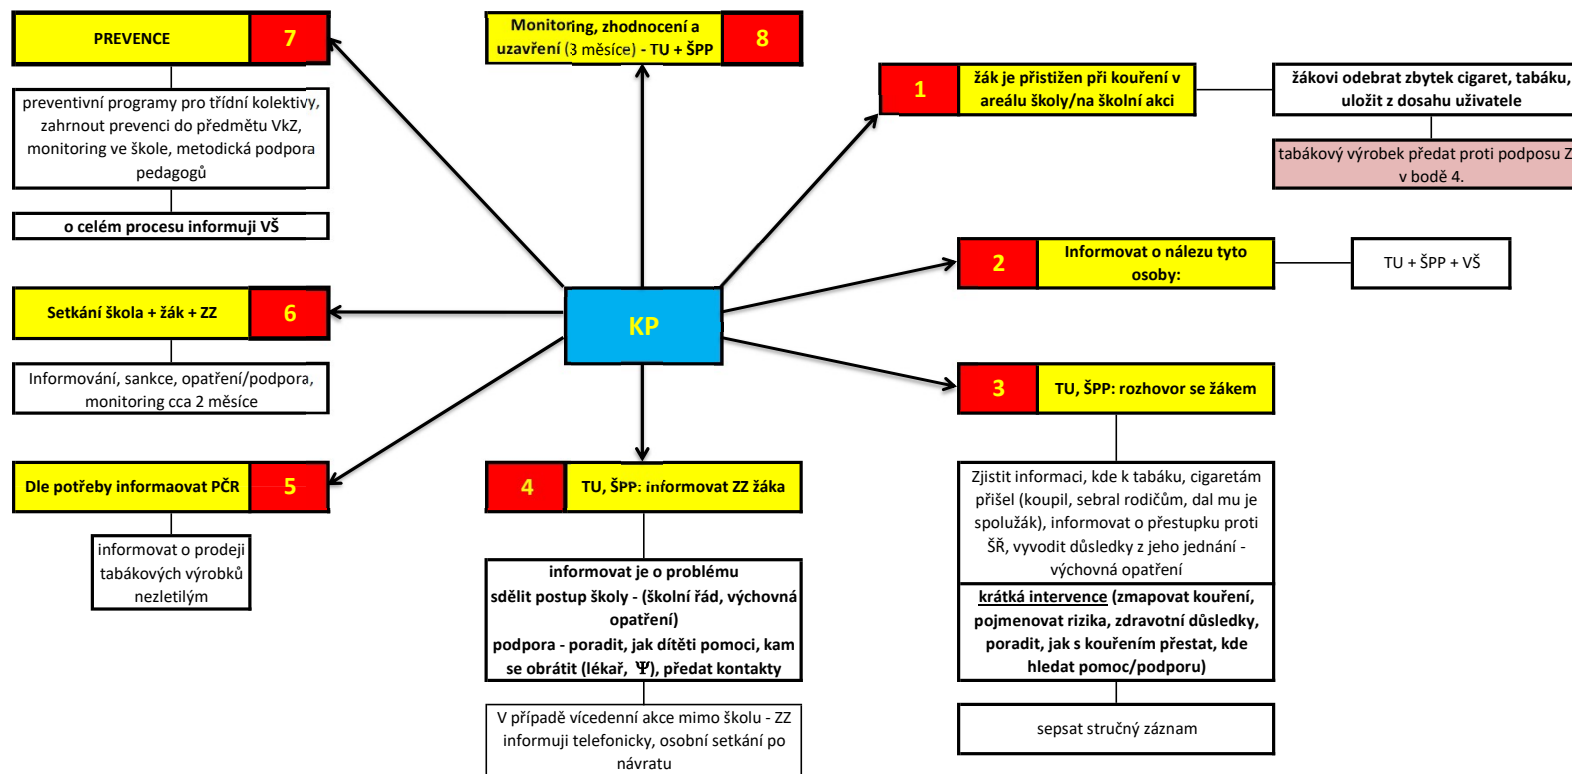 PREVENCE
7
preventivní programy pro třídní kolektivy,
zahrnout prevenci do předmětu VkZ,
monitoring ve škole, metodická podpora
pedagogů
o celém procesu informuji VŠ
Monitoring, zhodnocení a
uzavření (3 měsíce) - TU + ŠPP
8
1
žák je přistižen při kouření v
areálu školy/na školní akci
žákovi odebrat zbytek cigaret, tabáku,
uložit z dosahu uživatele
tabákový výrobek předat proti podposu Z
v bodě 4.
2
Informovat o nálezu tyto
osoby:
TU + ŠPP + VŠ
Setkání škola + žák + ZZ
6
Informování, sankce, opatření/podpora,
monitoring cca 2 měsíce
KP
3
TU, ŠPP: rozhovor se žákem
Zjistit informaci, kde k tabáku, cigaretám
přišel (koupil, sebral rodičům, dal mu je
spolužák), informovat o přestupku proti
ŠŘ, vyvodit důsledky z jeho jednání -
výchovná opatření
krátká intervence (zmapovat kouření,
pojmenovat rizika, zdravotní důsledky,
poradit, jak s kouřením přestat, kde
hledat pomoc/podporu)
sepsat stručný záznam
Dle potřeby informaovat PČR
5
informovat o prodeji
tabákových výrobků
nezletilým
4
TU, ŠPP: informovat ZZ žáka
informovat je o problému
sdělit postup školy - (školní řád, výchovná
opatření)
podpora - poradit, jak dítěti pomoci, kam
se obrátit (lékař, Ψ), předat kontakty
V případě vícedenní akce mimo školu - ZZ
informuji telefonicky, osobní setkání po
návratu